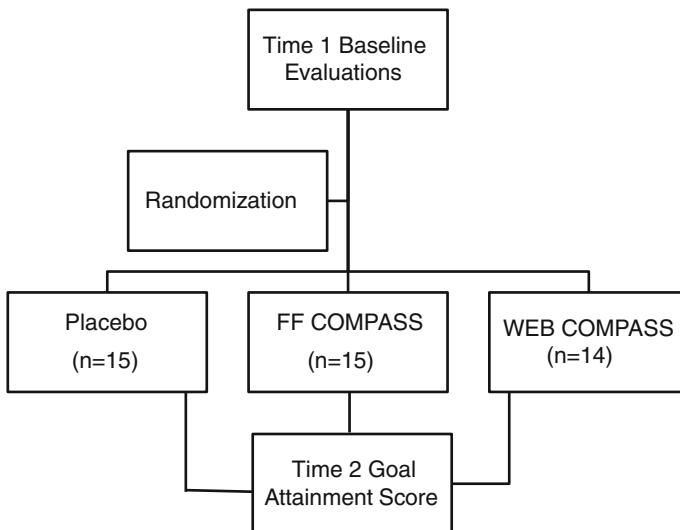 Time 1 Baseline
Evaluations
Randomization
Placebo
(n=15)
FF COMPASS
(n=15)
WEB COMPASS
(n=14)
Time 2 Goal
Attainment Score